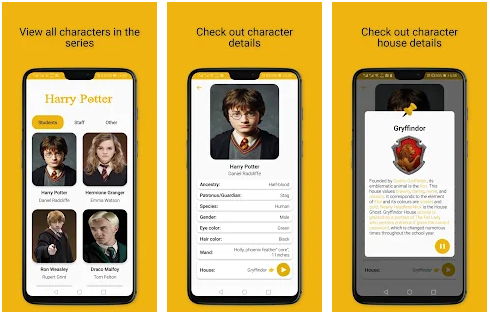 View all characters in the
series
Harry Potter
Students
Staff
Other
Harry Potter
Daniel Radcliffe
Hermione Granger
Emma Watson
Ron Weasley
Rupert Grint
Draco Malfoy
Tom Felton
Check out character
details
Harry Potter
Daniel Radcliffe
Ancestry: Half-blood
Patronus/Guardian: Stag
Species: Human
Gender: Male
Eye color: Green
Hair color: Black
Wand: Holly, phoenix feather core",
11 inches
House: Gryffindor
Check out character
house details
Gryffindor
Founded by Godric Gryffindor, its
emblematic animal is the lion. This
house values bravery, daring, nerve, and
chivalry. It corresponds to the element
of fire and its colours are scarlet and
gold. Nearly Headless Nick is the House
Ghost. Gryffindor House
which is changed numerous
times throughout the school year.
House: Gryffindor